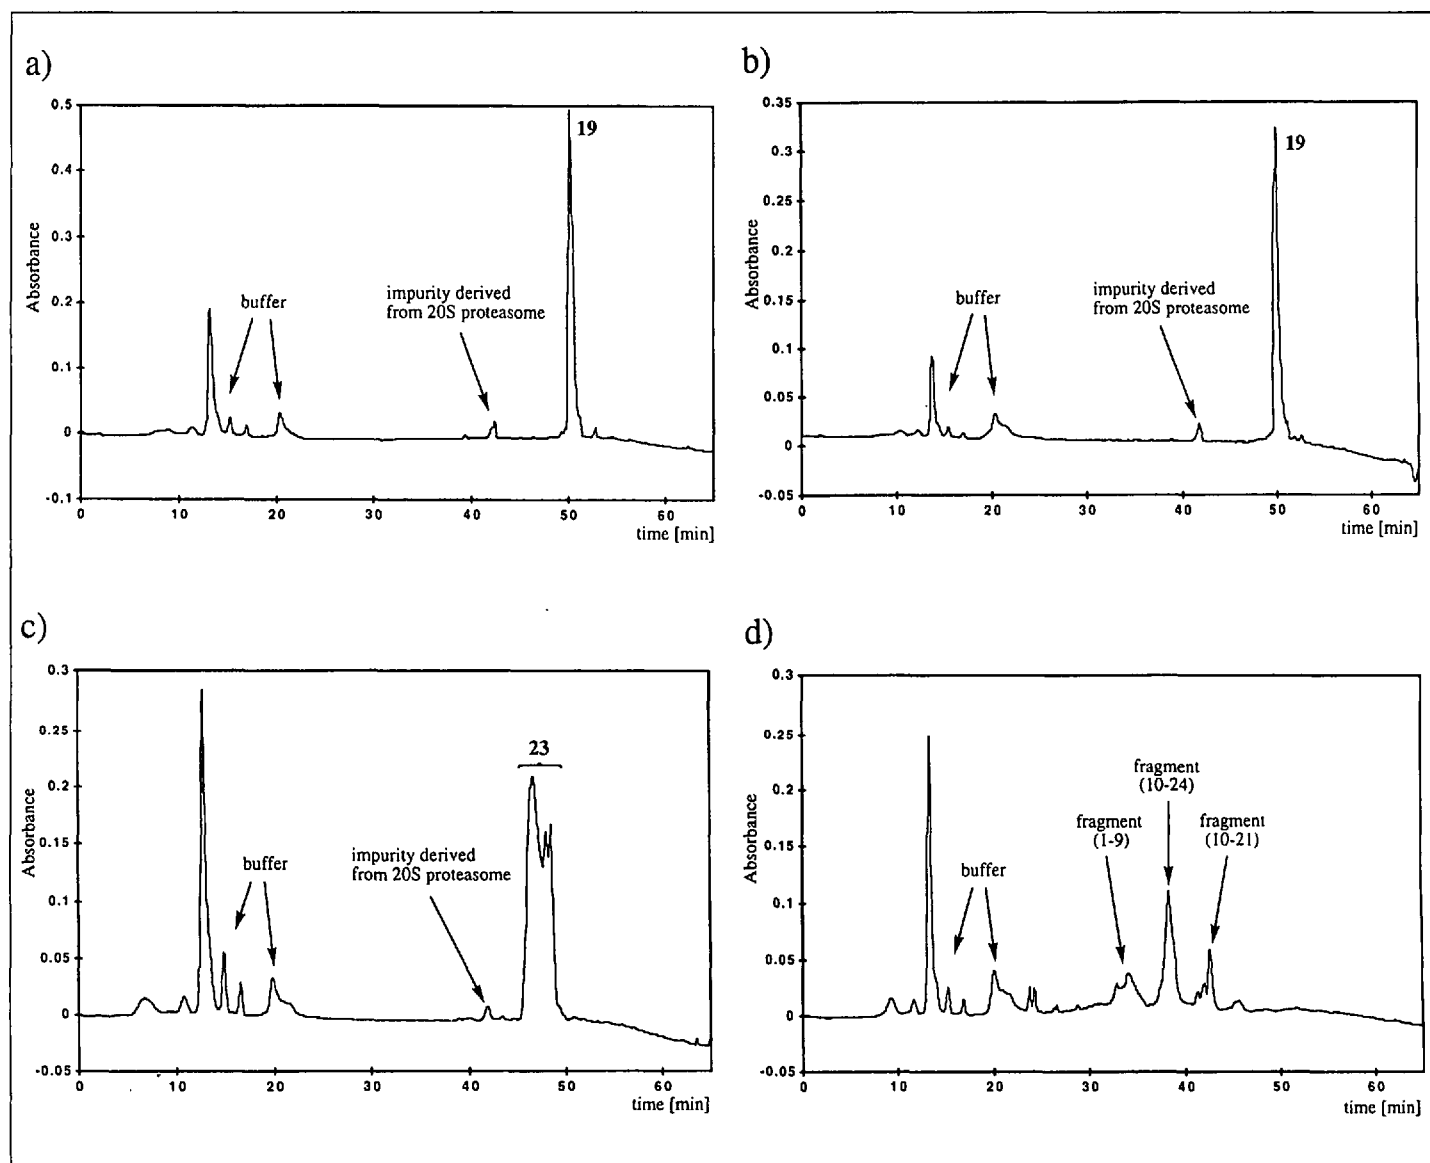 a)
0.5
0.4
0.3
0.2
0.1
0
-0.1
Absorbance
buffer
impurity derived
from 20S proteasome
19
0 10 20 30 40 50 60
time [min]
b)
0.35
0.3
0.25
0.2
0.15
0.1
0.05
0
-0.05
Absorbance
buffer
impurity derived
from 20S proteasome
19
0 10 20 30 40 50 60
time [min]
c)
0.3
0.25
0.2
0.15
0.1
0.05
0
-0.05
Absorbance
buffer
impurity derived
from 20S proteasome
23
0 10 20 30 40 50 60
time [min]
d)
0.3
0.25
0.2
0.15
0.1
0.05
0
-0.05
Absorbance
buffer
fragment
(1-9)
fragment
(10-24)
fragment
(10-21)
0 10 20 30 40 50 60
time [min]